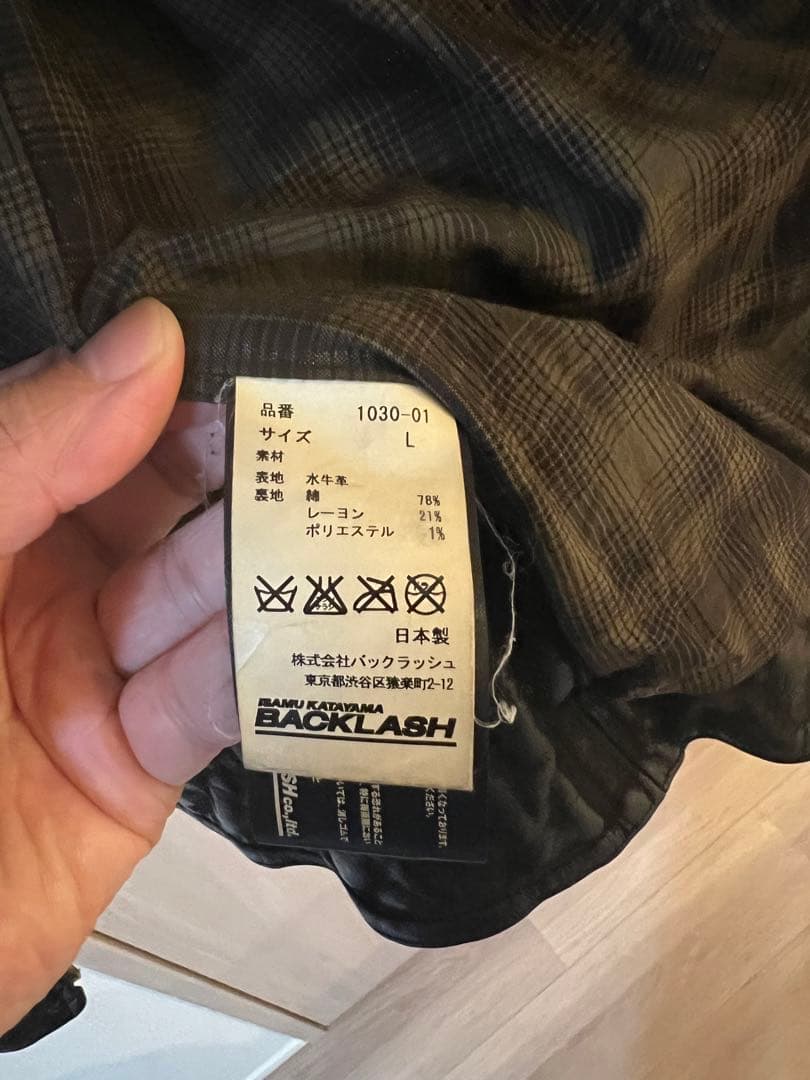 品番 1030-01
サイズ L
素材
表地 水牛革
裏地 綿 78%
レーヨン 21%
ポリエステル 1%
日本製
株式会社バックラッシュ
東京都渋谷区猿楽町2-12
ISAMU KATAYAMA
BACKLASH
SH co.,ltd.